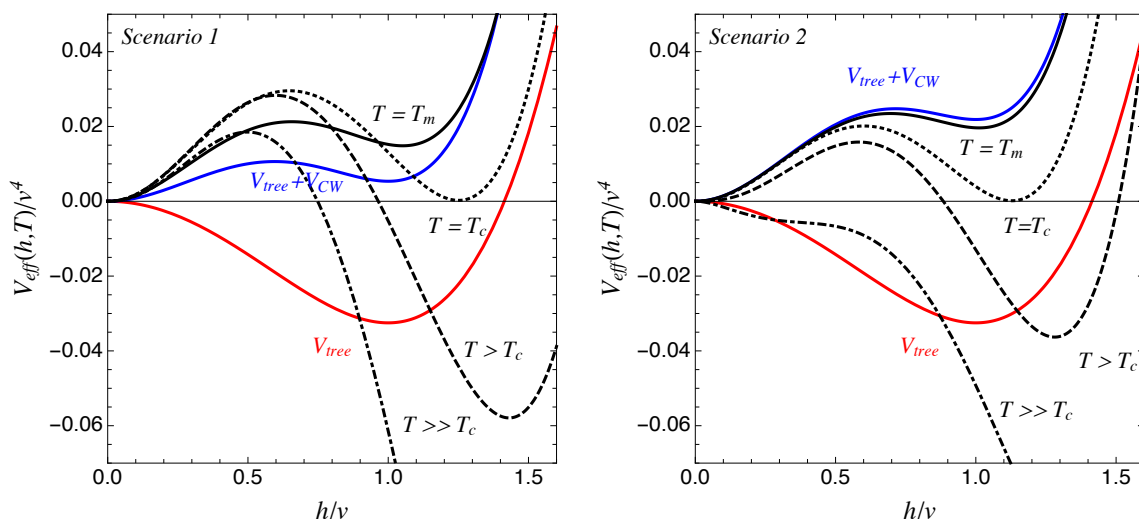 Scenario 1
V_eff(h,T)/v^4
0.04
0.02
0.00
-0.02
-0.04
-0.06
T = T_m
V_tree+V_CW
T = T_c
V_tree
T > T_c
T >> T_c
0.0
0.5
1.0
1.5
h/v
Scenario 2
V_eff(h,T)/v^4
0.04
0.02
0.00
-0.02
-0.04
-0.06
V_tree+V_CW
T = T_m
T=T_c
V_tree
T > T_c
T >> T_c
0.0
0.5
1.0
1.5
h/v